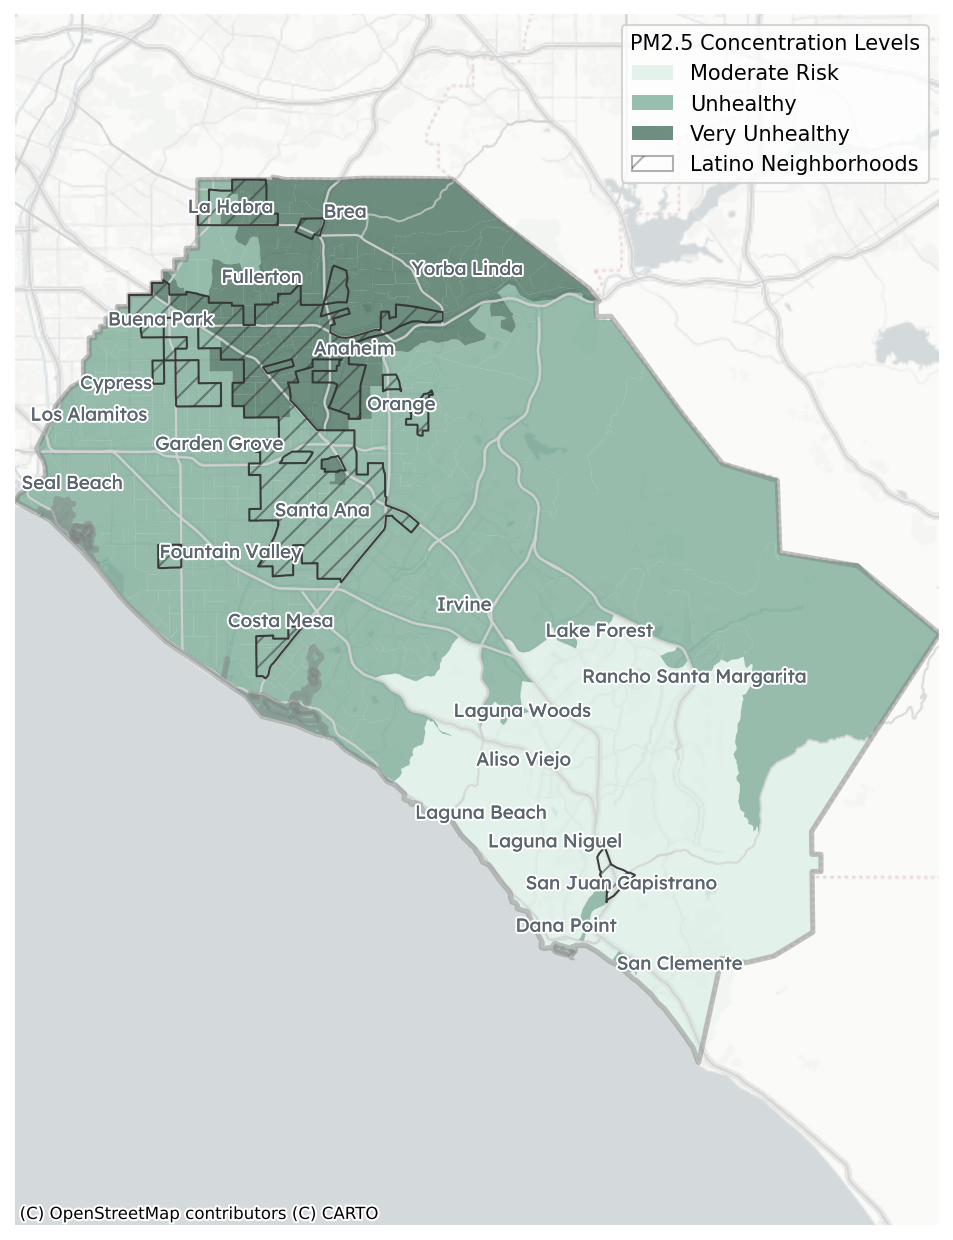 PM2.5 Concentration Levels
Moderate Risk
Unhealthy
Very Unhealthy
Latino Neighborhoods
La Habra
Brea
Yorba Linda
Fullerton
Buena Park
Anaheim
Cypress
Orange
Los Alamitos
Garden Grove
Seal Beach
Santa Ana
Fountain Valley
Irvine
Costa Mesa
Lake Forest
Rancho Santa Margarita
Laguna Woods
Aliso Viejo
Laguna Beach
Laguna Niguel
San Juan Capistrano
Dana Point
San Clemente
(C) OpenStreetMap contributors (C) CARTO